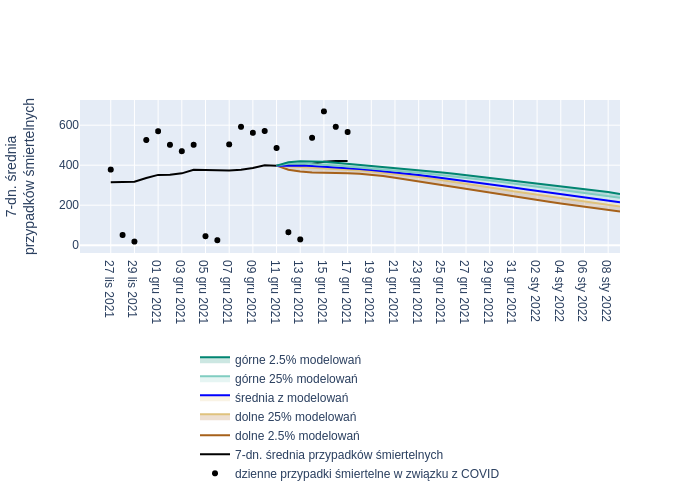 7-dn. średnia
przypadków śmiertelnych
600
400
200
0
27 lis 2021
29 lis 2021
01 gru 2021
03 gru 2021
05 gru 2021
07 gru 2021
09 gru 2021
11 gru 2021
13 gru 2021
15 gru 2021
17 gru 2021
19 gru 2021
21 gru 2021
23 gru 2021
25 gru 2021
27 gru 2021
29 gru 2021
31 gru 2021
02 sty 2022
04 sty 2022
06 sty 2022
08 sty 2022
górne 2.5% modelowań
górne 25% modelowań
średnia z modelowań
dolne 25% modelowań
dolne 2.5% modelowań
7-dn. średnia przypadków śmiertelnych
dzienne przypadki śmiertelne w związku z COVID